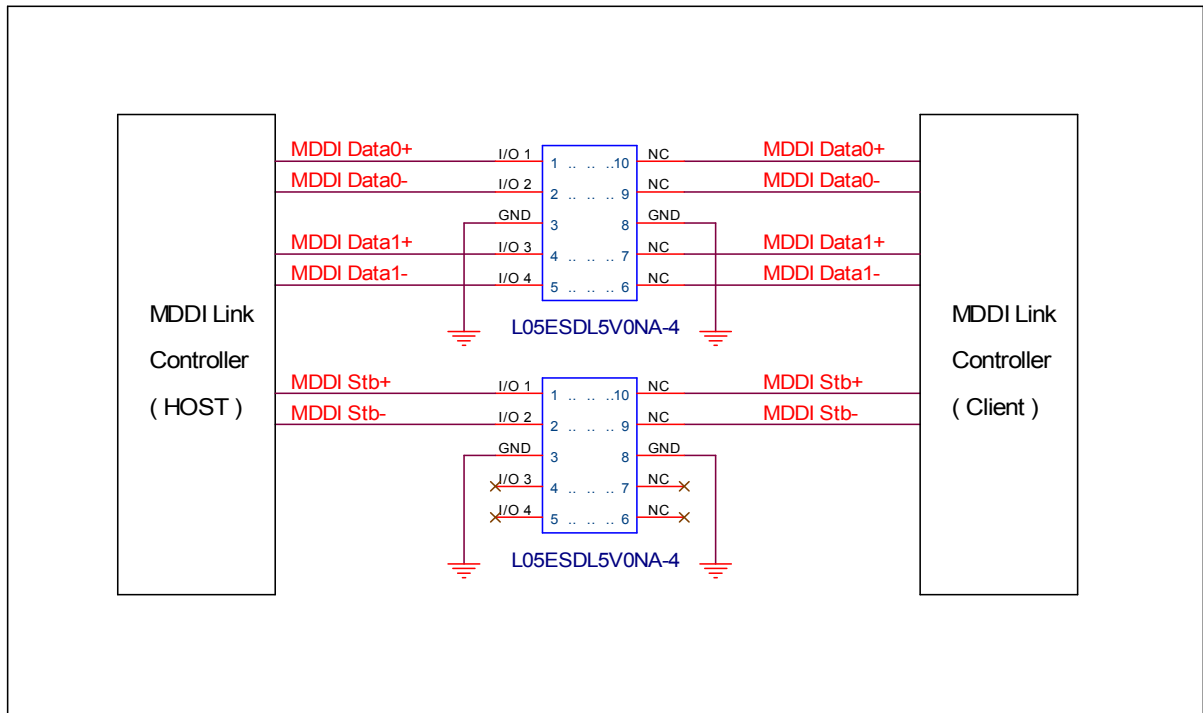 MDDI Data0+ I/O 1 1 .. .. ..10 NC MDDI Data0+
MDDI Data0- I/O 2 2 .. .. .. 9 NC MDDI Data0-
GND 3 8 GND
MDDI Data1+ I/O 3 4 .. .. .. 7 NC MDDI Data1+
MDDI Data1- I/O 4 5 .. .. .. 6 NC MDDI Data1-
L05ESDL5V0NA-4
MDDI Link
Controller
( HOST )
MDDI Link
Controller
( Client )
MDDI Stb+ I/O 1 1 .. .. ..10 NC MDDI Stb+
MDDI Stb- I/O 2 2 .. .. .. 9 NC MDDI Stb-
GND 3 8 GND
I/O 3 4 .. .. .. 7 NC
I/O 4 5 .. .. .. 6 NC
L05ESDL5V0NA-4